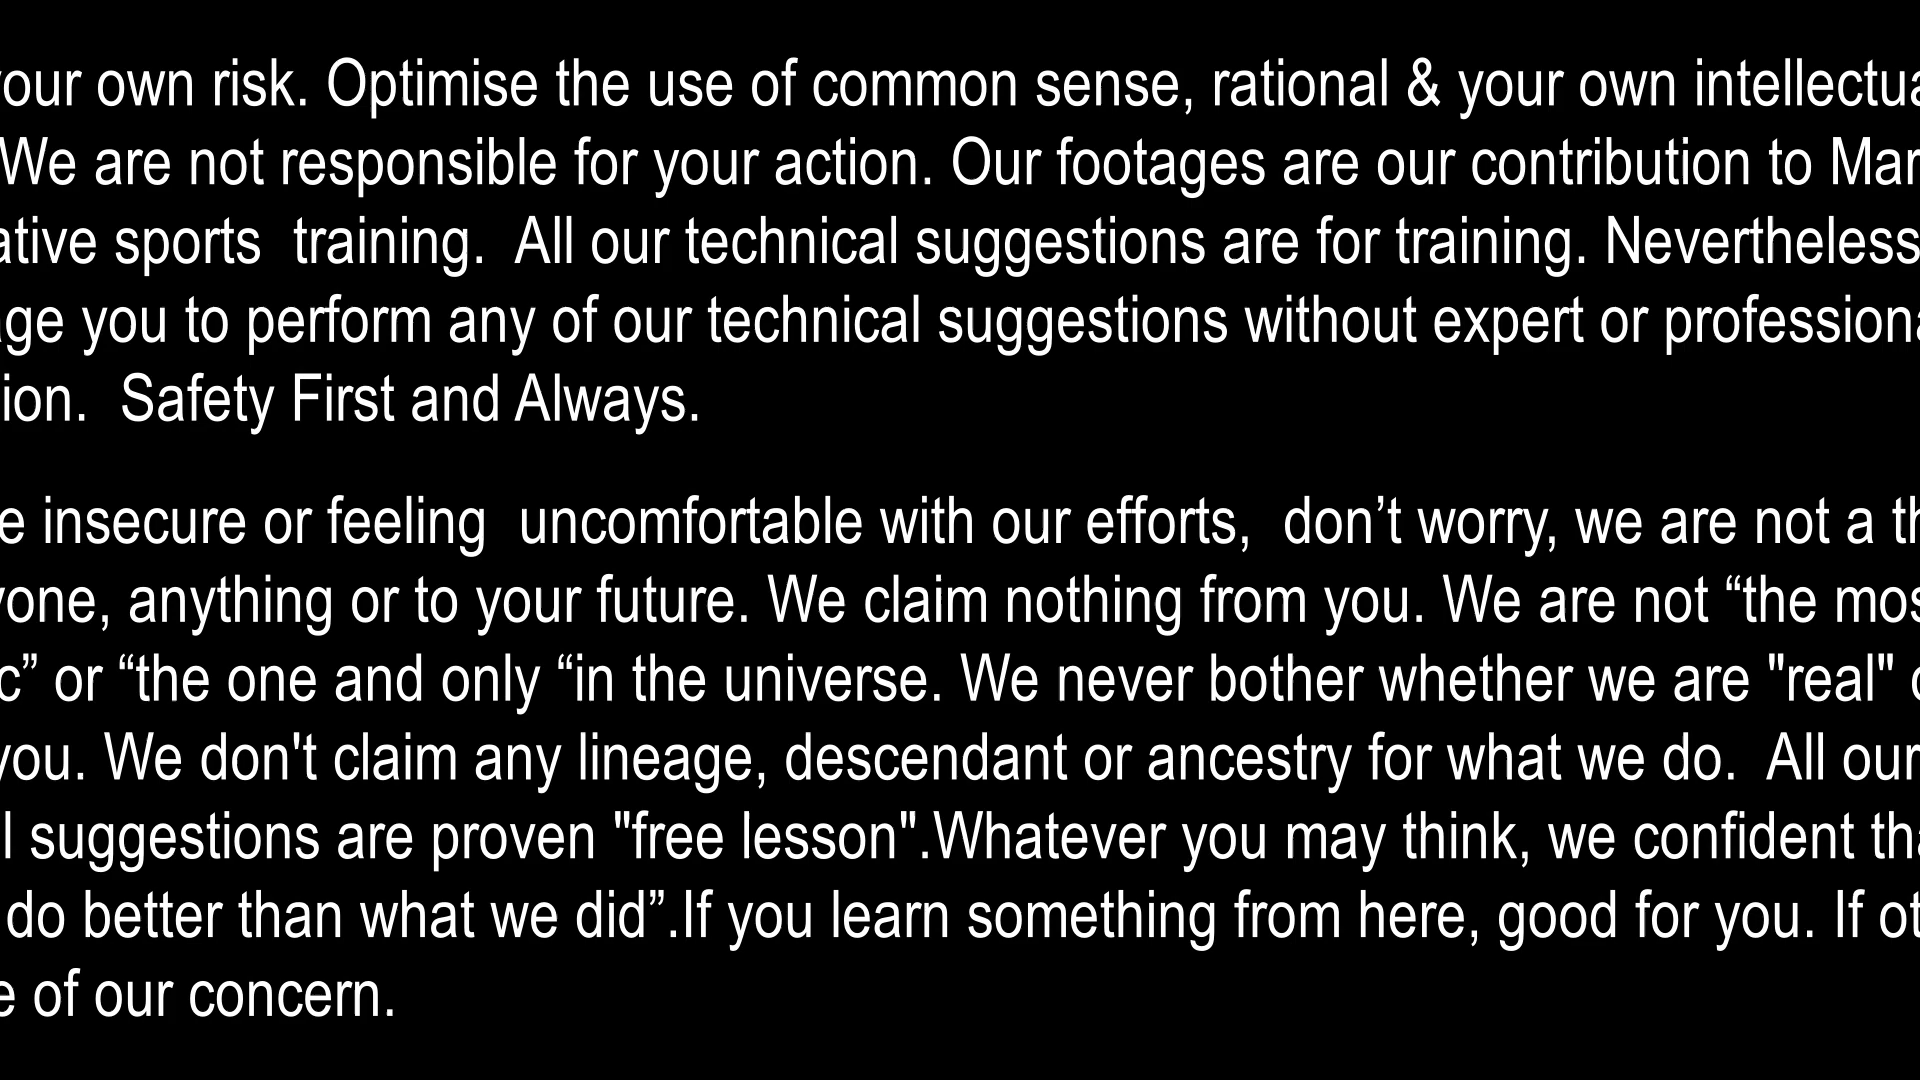 your own risk. Optimise the use of common sense, rational & your own intellectua
We are not responsible for your action. Our footages are our contribution to Mar
ative sports  training.  All our technical suggestions are for training. Nevertheless
age you to perform any of our technical suggestions without expert or professiona
ion.  Safety First and Always.
e insecure or feeling  uncomfortable with our efforts,  don’t worry, we are not a th
yone, anything or to your future. We claim nothing from you. We are not “the mos
c” or “the one and only “in the universe. We never bother whether we are "real" o
you. We don't claim any lineage, descendant or ancestry for what we do.  All our
l suggestions are proven "free lesson".Whatever you may think, we confident tha
do better than what we did”.If you learn something from here, good for you. If ot
e of our concern.